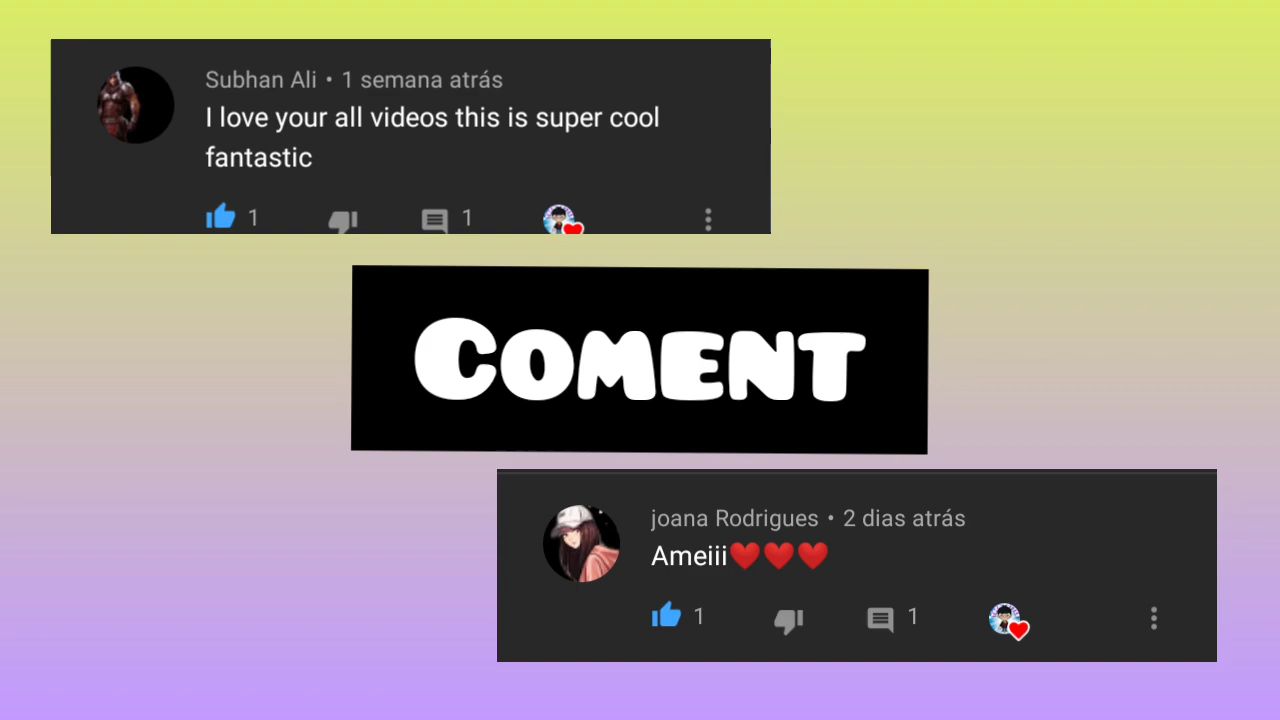 Subhan Ali • 1 semana atrás
I love your all videos this is super cool
fantastic
1 1
COMENT
joana Rodrigues • 2 dias atrás
Ameiii❤️❤️❤️
1 1